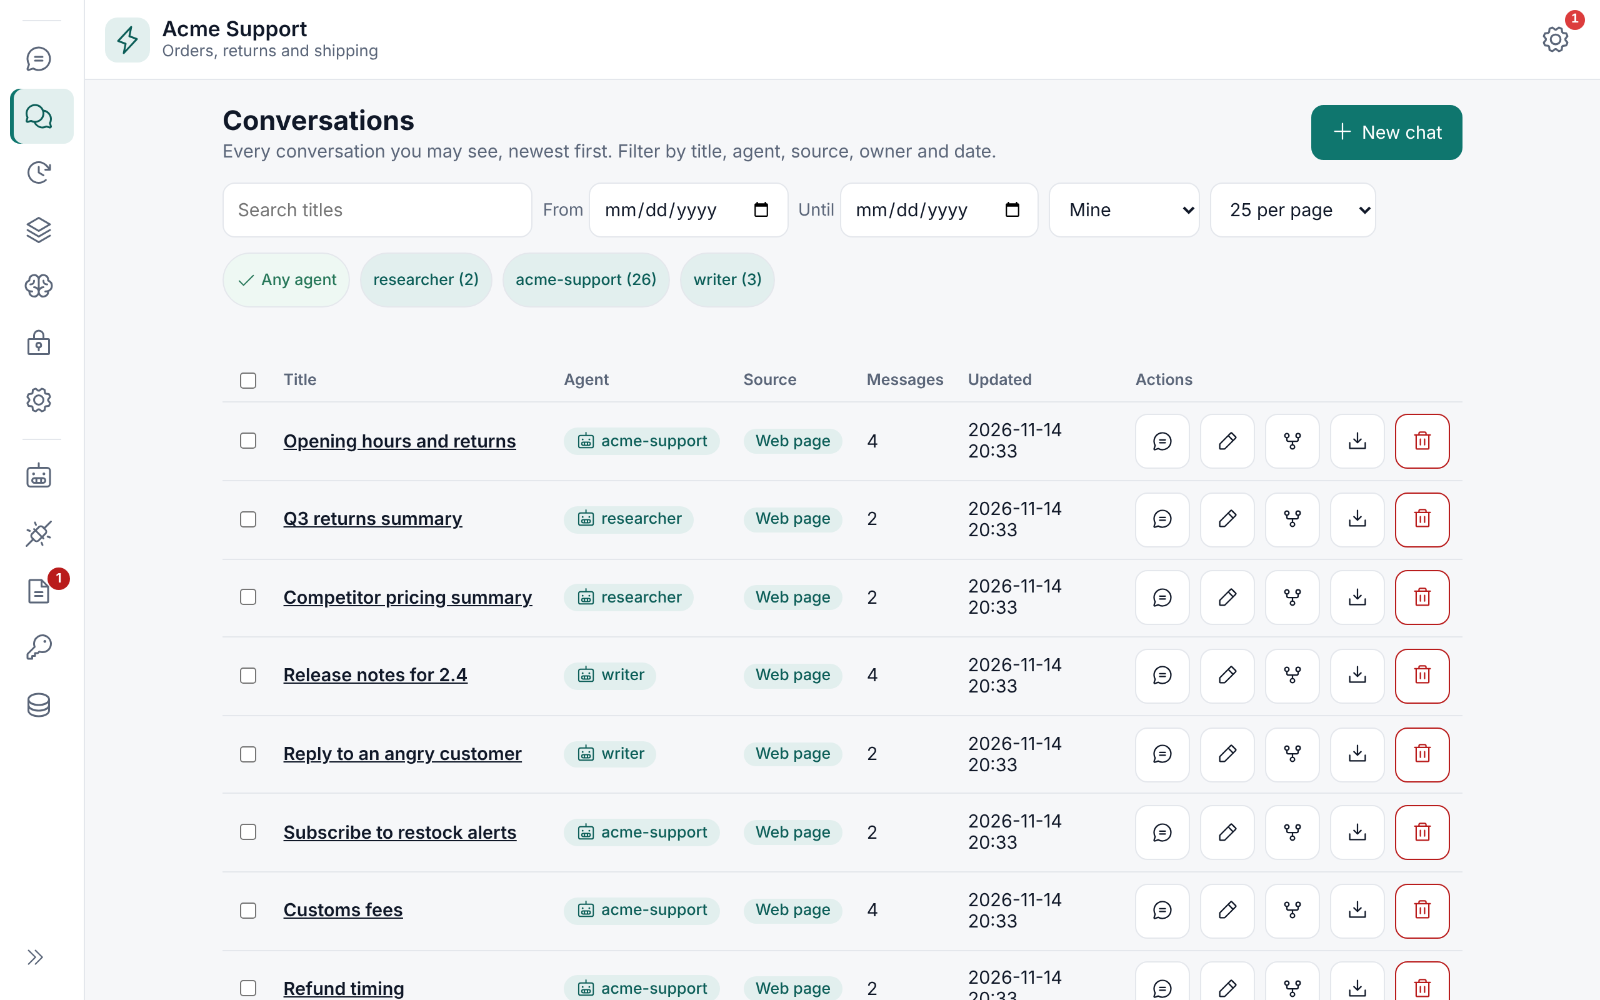 Acme Support
Orders, returns and shipping
1
Conversations
Every conversation you may see, newest first. Filter by title, agent, source, owner and date.
New chat
Search titles
From
mm/dd/yyyy
Until
mm/dd/yyyy
Mine
25 per page
Any agent
researcher (2)
acme-support (26)
writer (3)
Title Agent Source Messages Updated Actions
Opening hours and returns acme-support Web page 4 2026-11-14
20:33
Q3 returns summary researcher Web page 2 2026-11-14
20:33
Competitor pricing summary researcher Web page 2 2026-11-14
20:33
1
Release notes for 2.4 writer Web page 4 2026-11-14
20:33
Reply to an angry customer writer Web page 2 2026-11-14
20:33
Subscribe to restock alerts acme-support Web page 2 2026-11-14
20:33
Customs fees acme-support Web page 4 2026-11-14
20:33
Refund timing acme-support Web page 2 2026-11-14
20:33